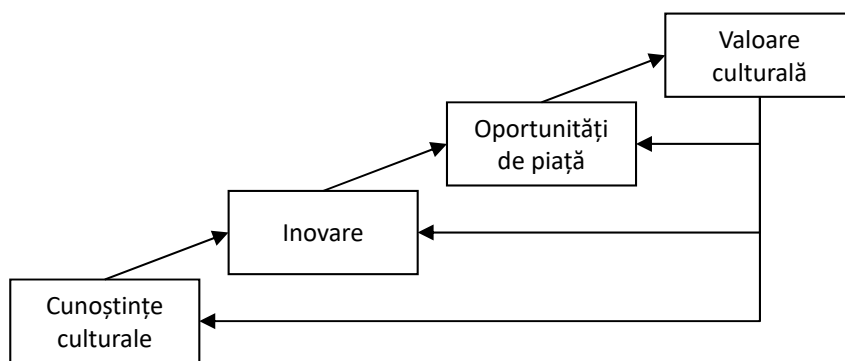 Valoare
culturală
Oportunități
de piață
Inovare
Cunoștințe
culturale